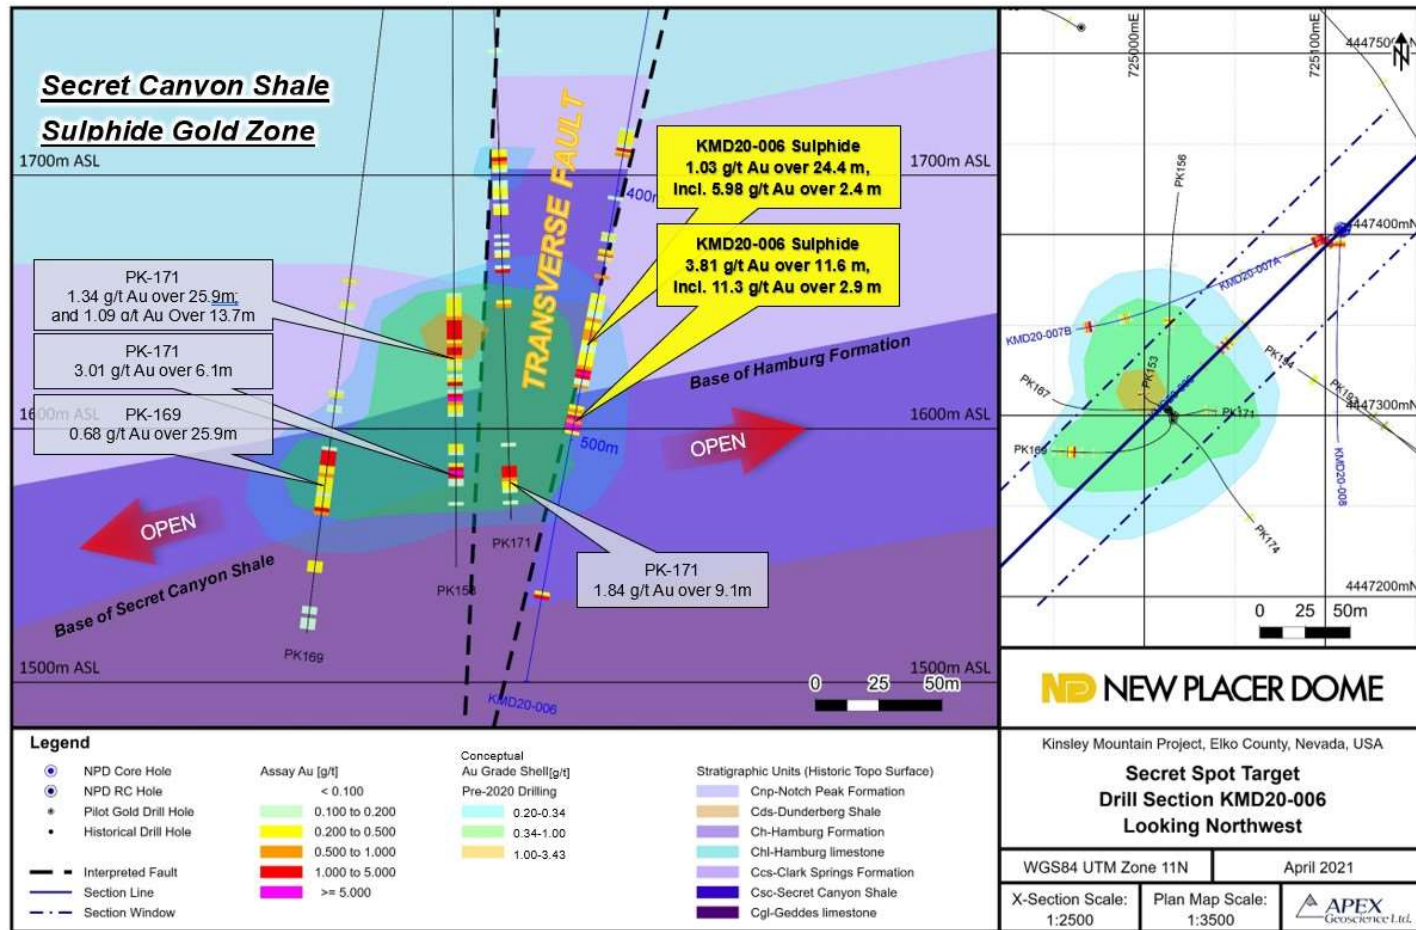 Secret Canyon Shale
Sulphide Gold Zone
1700m ASL
1700m ASL
TRANSVERSE FAULT
400m
KMD20-006 Sulphide
1.03 g/t Au over 24.4 m,
Incl. 5.98 g/t Au over 2.4 m
KMD20-006 Sulphide
3.81 g/t Au over 11.6 m,
Incl. 11.3 g/t Au over 2.9 m
PK-171
1.34 g/t Au over 25.9m;
and 1.09 g/t Au Over 13.7m
PK-171
3.01 g/t Au over 6.1m
PK-169
0.68 g/t Au over 25.9m
Base of Hamburg Formation
1600m ASL
1600m ASL
500m
OPEN
OPEN
PK171
PK-171
1.84 g/t Au over 9.1m
PK153
Base of Secret Canyon Shale
PK169
1500m ASL
1500m ASL
KMD20-006
0 25 50m
725000mE
725100mE
4447500mN
N
PK156
4447400mN
KMD20-007A
KMD20-007B
PK153
PK194
PK192
PK167
4447300mN
PK171
PK169
KMD20-008
PK174
4447200mN
0 25 50m
NPD NEW PLACER DOME
Kinsley Mountain Project, Elko County, Nevada, USA
Secret Spot Target
Drill Section KMD20-006
Looking Northwest
WGS84 UTM Zone 11N
April 2021
X-Section Scale:
1:2500
Plan Map Scale:
1:3500
APEX
Geoscience Ltd.
Legend
NPD Core Hole
NPD RC Hole
Pilot Gold Drill Hole
Historical Drill Hole
Interpreted Fault
Section Line
Section Window
Assay Au [g/t]
< 0.100
0.100 to 0.200
0.200 to 0.500
0.500 to 1.000
1.000 to 5.000
>= 5.000
Conceptual
Au Grade Shell[g/t]
Pre-2020 Drilling
0.20-0.34
0.34-1.00
1.00-3.43
Stratigraphic Units (Historic Topo Surface)
Cnp-Notch Peak Formation
Cds-Dunderberg Shale
Ch-Hamburg Formation
Chl-Hamburg limestone
Ccs-Clark Springs Formation
Csc-Secret Canyon Shale
Cgl-Geddes limestone